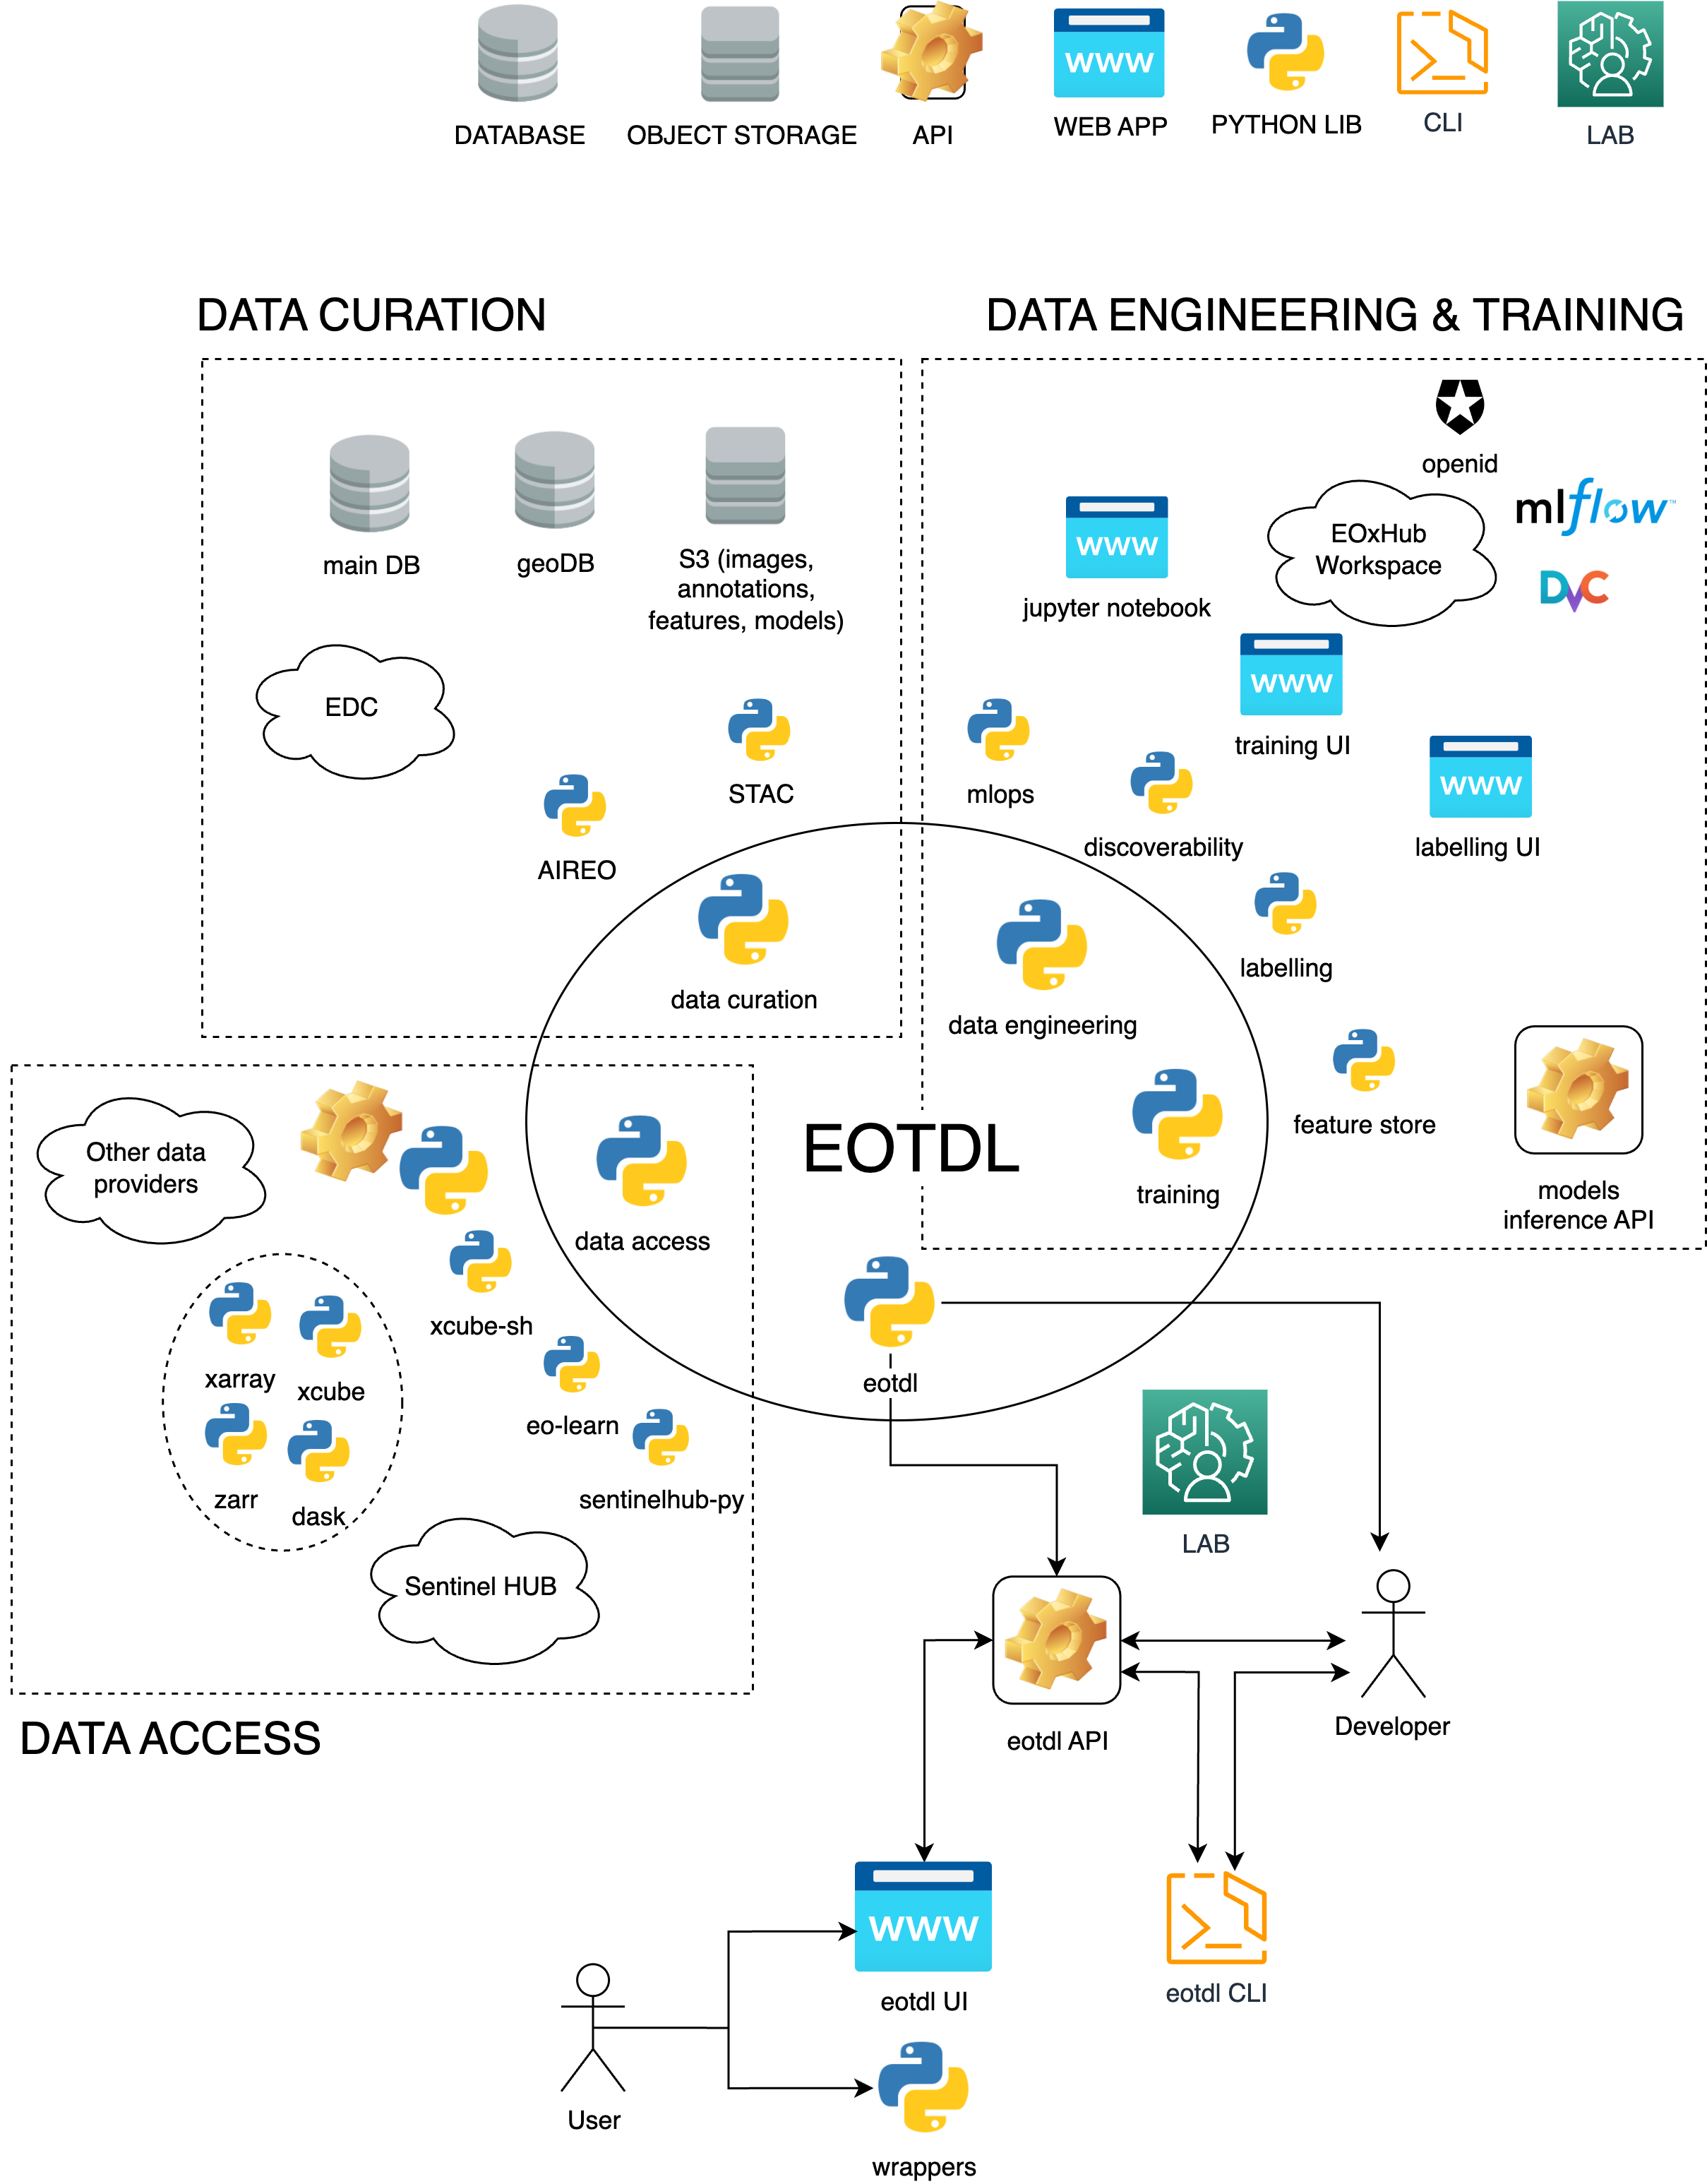 DATABASE
OBJECT STORAGE
API
WWW
WEB APP
PYTHON LIB
CLI
LAB
DATA CURATION
DATA ENGINEERING & TRAINING
main DB
geoDB
S3 (images,
annotations,
features, models)
EDC
STAC
AIREO
data curation
openid
EOxHub
Workspace
mlflow™
DVC
WWW
jupyter notebook
WWW
training UI
WWW
labelling UI
mlops
discoverability
labelling
data engineering
feature store
training
models
inference API
EOTDL
Other data
providers
data access
xcube-sh
xarray
xcube
eo-learn
zarr
dask
sentinelhub-py
Sentinel HUB
DATA ACCESS
eotdl
LAB
eotdl API
Developer
WWW
eotdl UI
eotdl CLI
User
wrappers